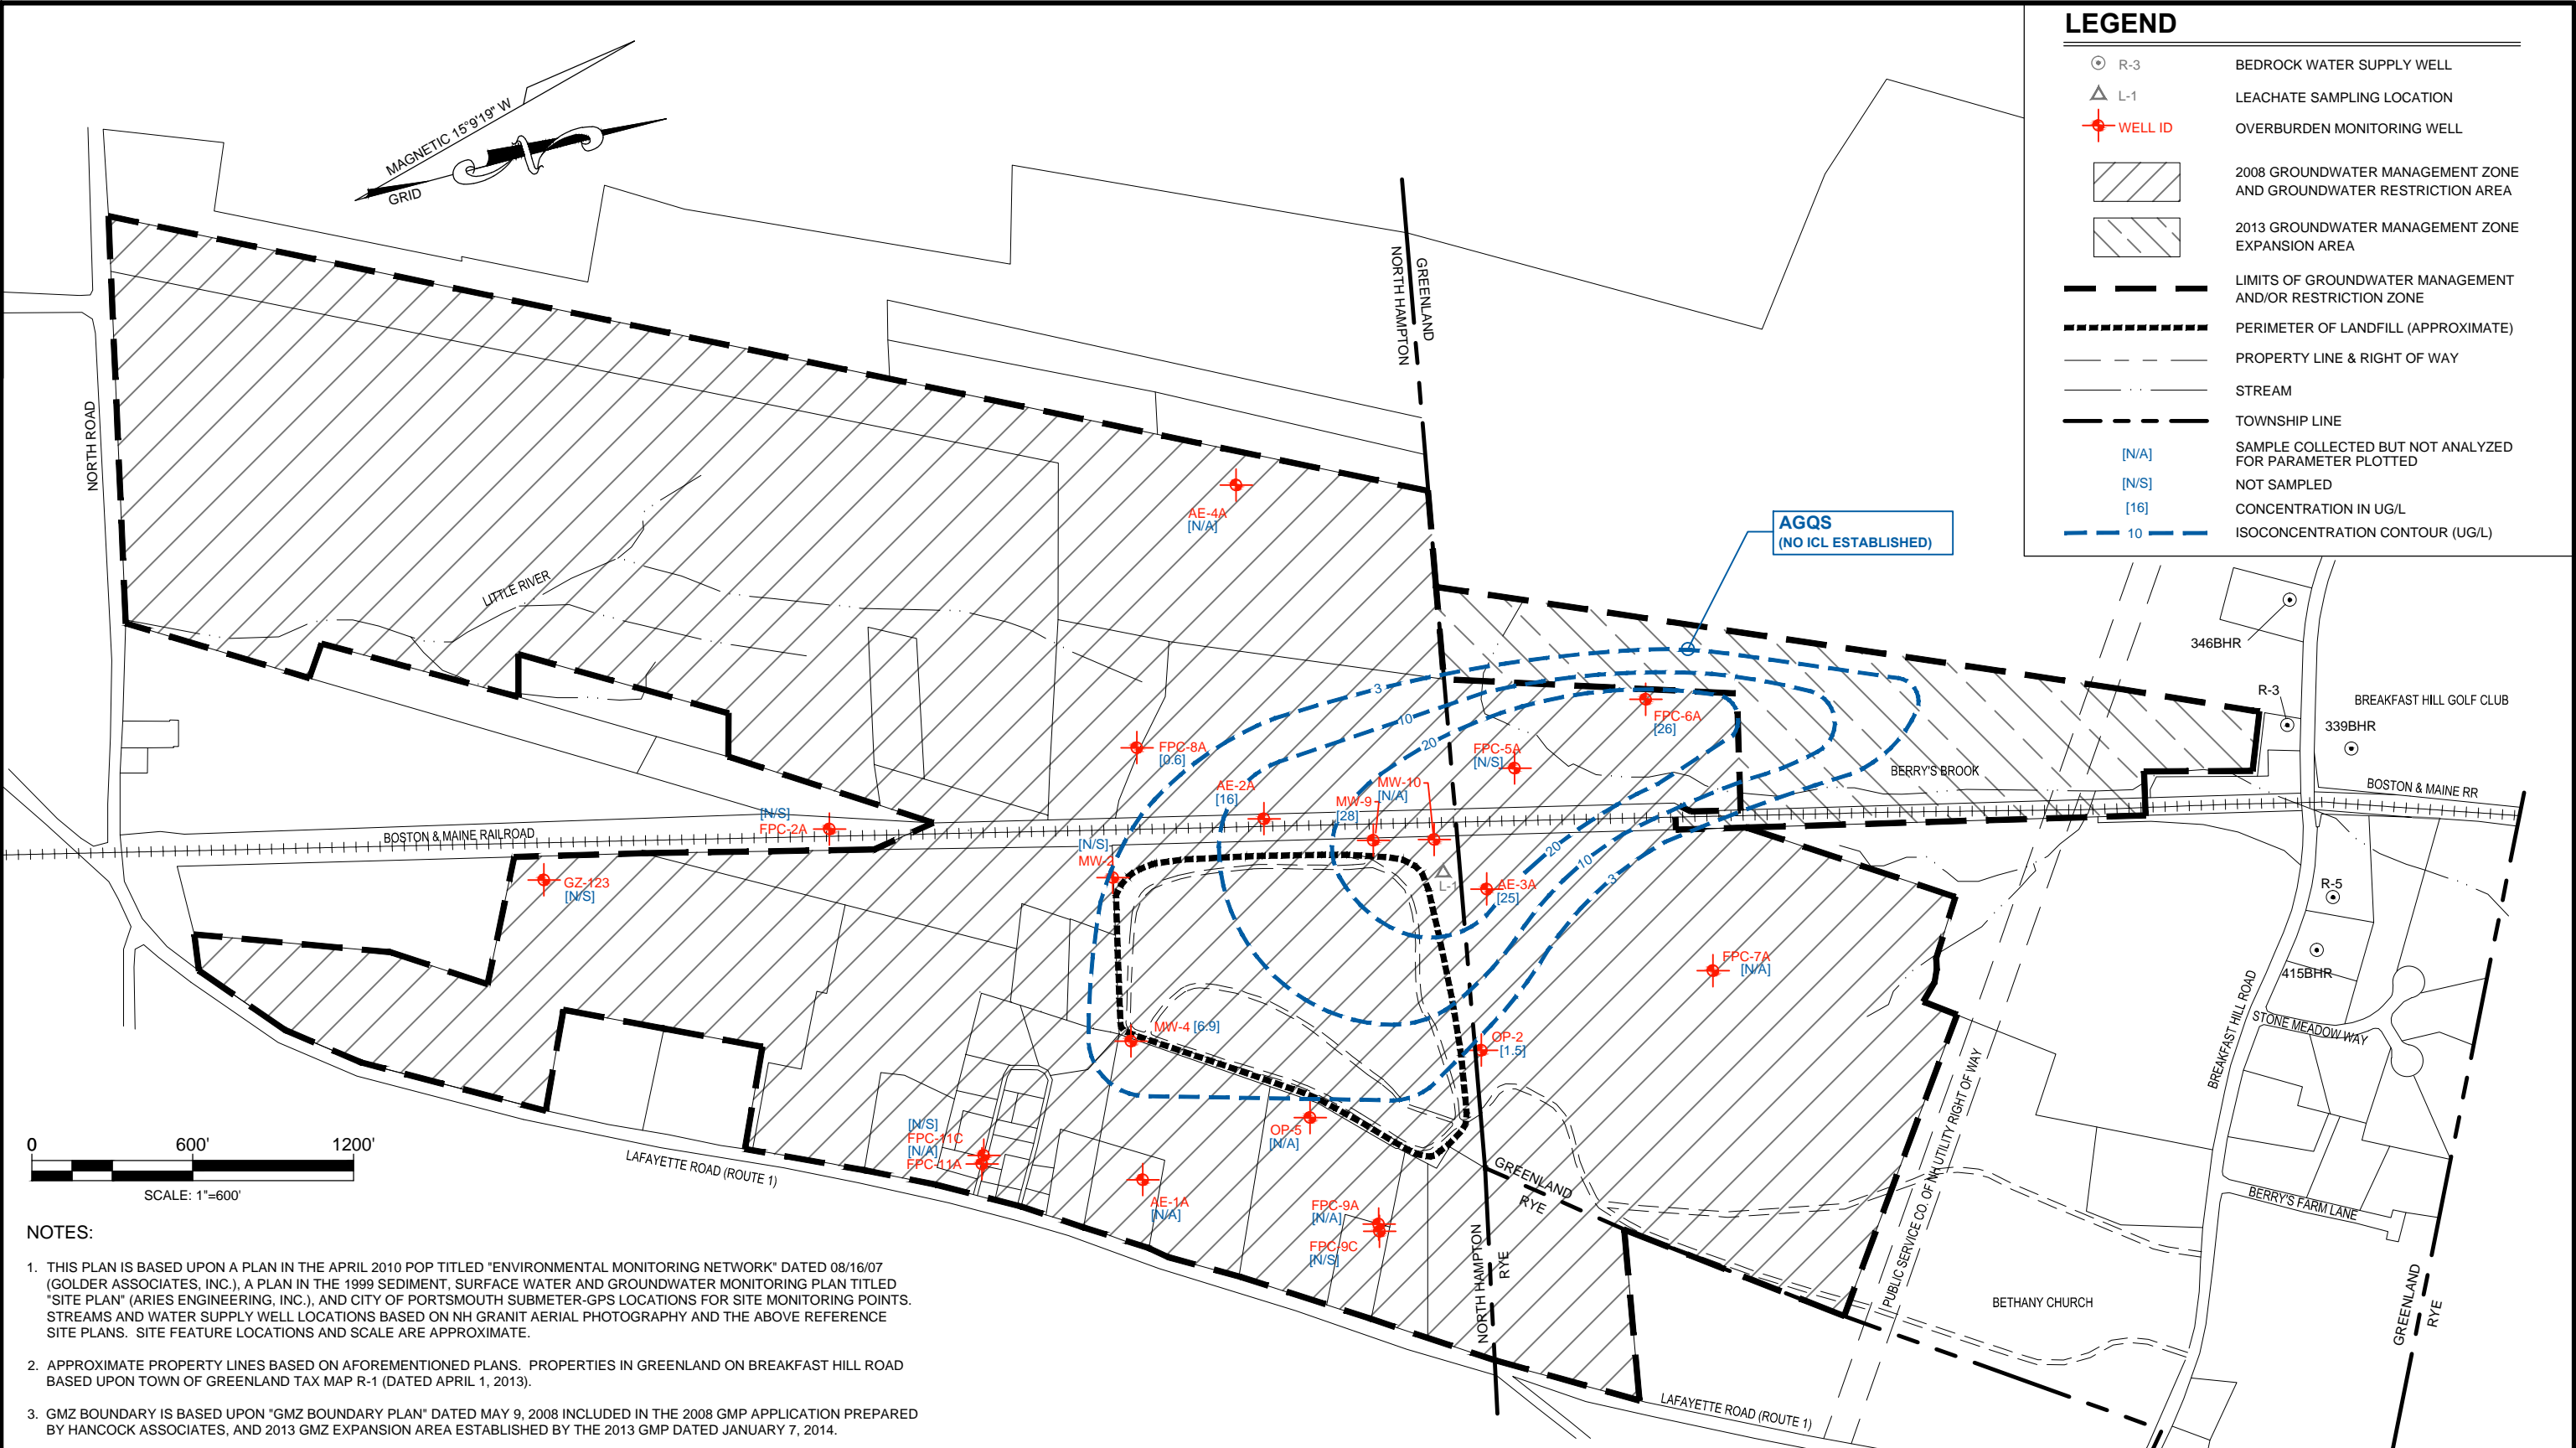 LEGEND
R-3 BEDROCK WATER SUPPLY WELL
L-1 LEACHATE SAMPLING LOCATION
WELL ID OVERBURDEN MONITORING WELL
2008 GROUNDWATER MANAGEMENT ZONE
AND GROUNDWATER RESTRICTION AREA
2013 GROUNDWATER MANAGEMENT ZONE
EXPANSION AREA
LIMITS OF GROUNDWATER MANAGEMENT
AND/OR RESTRICTION ZONE
PERIMETER OF LANDFILL (APPROXIMATE)
PROPERTY LINE & RIGHT OF WAY
STREAM
TOWNSHIP LINE
[N/A] SAMPLE COLLECTED BUT NOT ANALYZED
FOR PARAMETER PLOTTED
[N/S] NOT SAMPLED
[16] CONCENTRATION IN UG/L
10 ISOCONCENTRATION CONTOUR (UG/L)
MAGNETIC 15°9'19" W
GRID
N
NORTH ROAD
NORTH HAMPTON
GREENLAND
AE-4A
[N/A]
AGQS
(NO ICL ESTABLISHED)
LITTLE RIVER
346BHR
R-3
BREAKFAST HILL GOLF CLUB
339BHR
3
10
20
FPC-6A
[26]
FPC-8A
[0.6]
FPC-5A
[N/S]
BERRY'S BROOK
BOSTON & MAINE RR
AE-2A
[16]
MW-10
[N/A]
MW-9
[28]
[N/S]
FPC-2A
BOSTON & MAINE RAILROAD
[N/S]
MW-2
20
10
3
L-1
AE-3A
[25]
GZ-123
[N/S]
R-5
415BHR
FPC-7A
[N/A]
BREAKFAST HILL ROAD
STONE MEADOW WAY
MW-4 [6.9]
OP-2
[1.5]
OP-5
[N/A]
[N/S]
FPC-11C
[N/A]
FPC-11A
AE-1A
[N/A]
FPC-9A
[N/A]
FPC-9C
[N/S]
GREENLAND
RYE
NORTH HAMPTON
RYE
PUBLIC SERVICE CO. OF NH UTILITY RIGHT OF WAY
BERRY'S FARM LANE
BETHANY CHURCH
GREENLAND
RYE
LAFAYETTE ROAD (ROUTE 1)
LAFAYETTE ROAD (ROUTE 1)
0 600' 1200'
SCALE: 1"=600'
NOTES:
1. THIS PLAN IS BASED UPON A PLAN IN THE APRIL 2010 POP TITLED "ENVIRONMENTAL MONITORING NETWORK" DATED 08/16/07
(GOLDER ASSOCIATES, INC.), A PLAN IN THE 1999 SEDIMENT, SURFACE WATER AND GROUNDWATER MONITORING PLAN TITLED
"SITE PLAN" (ARIES ENGINEERING, INC.), AND CITY OF PORTSMOUTH SUBMETER-GPS LOCATIONS FOR SITE MONITORING POINTS.
STREAMS AND WATER SUPPLY WELL LOCATIONS BASED ON NH GRANIT AERIAL PHOTOGRAPHY AND THE ABOVE REFERENCE
SITE PLANS. SITE FEATURE LOCATIONS AND SCALE ARE APPROXIMATE.
2. APPROXIMATE PROPERTY LINES BASED ON AFOREMENTIONED PLANS. PROPERTIES IN GREENLAND ON BREAKFAST HILL ROAD
BASED UPON TOWN OF GREENLAND TAX MAP R-1 (DATED APRIL 1, 2013).
3. GMZ BOUNDARY IS BASED UPON "GMZ BOUNDARY PLAN" DATED MAY 9, 2008 INCLUDED IN THE 2008 GMP APPLICATION PREPARED
BY HANCOCK ASSOCIATES, AND 2013 GMZ EXPANSION AREA ESTABLISHED BY THE 2013 GMP DATED JANUARY 7, 2014.